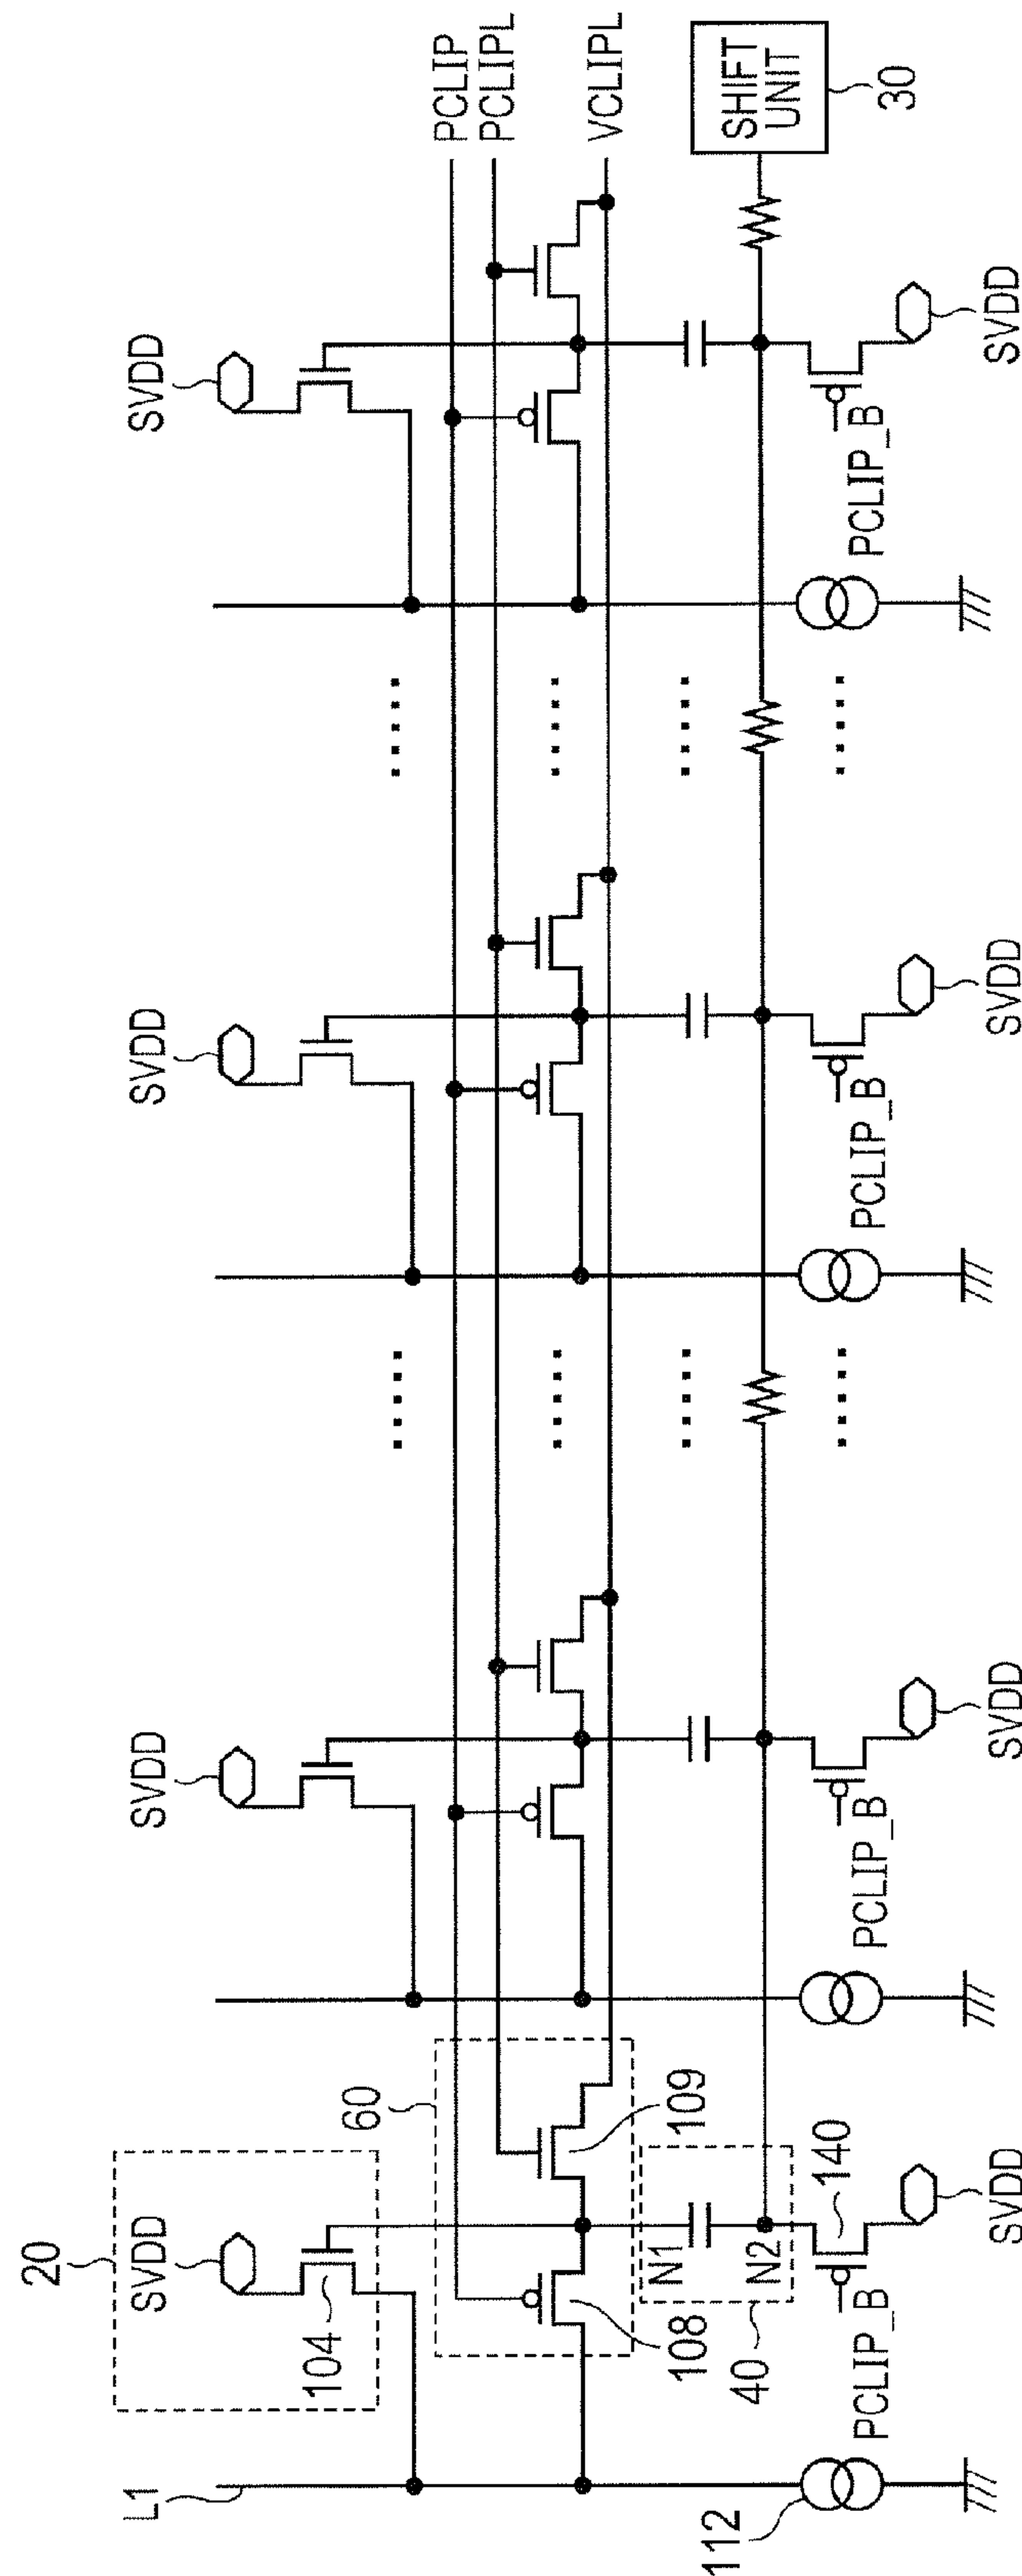 PCLIP
PCLIPL
VCLIPL
SHIFT
UNIT
30
20
SVDD
SVDD
SVDD
SVDD
104
L1
60
109
108
N1
N2
40
140
112
PCLIP_B
SVDD
PCLIP_B
SVDD
PCLIP_B
SVDD
PCLIP_B
SVDD